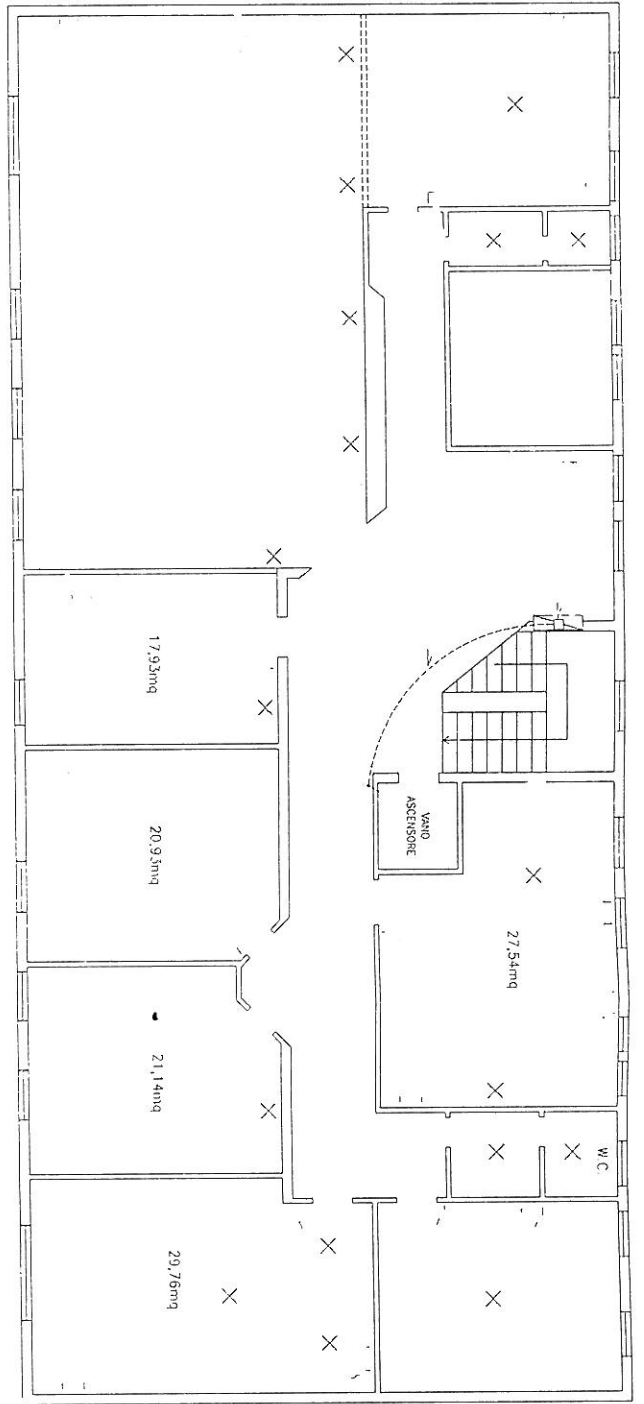 17,93mq
20,93mq
VANO
ASCENSORE
27,54mq
21,14mq
W.C.
29,76mq